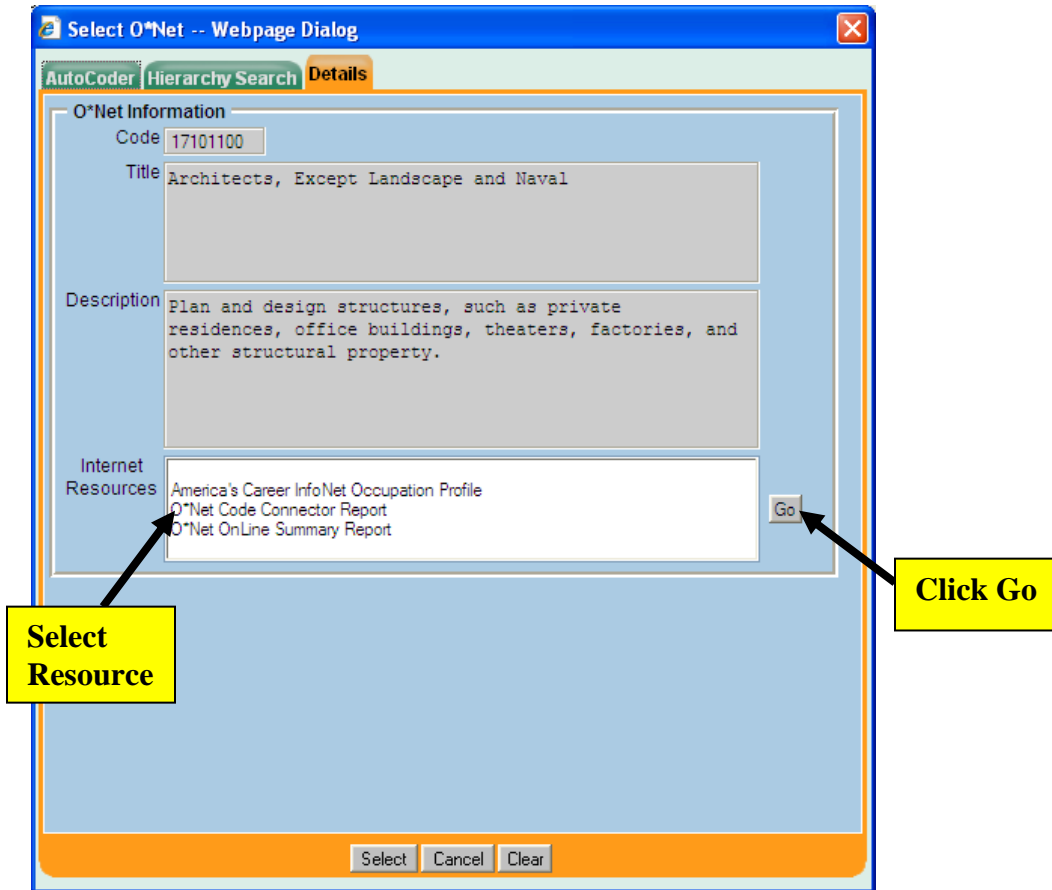 Select O*Net -- Webpage Dialog
AutoCoder Hierarchy Search Details
O*Net Information
Code 17101100
Title Architects, Except Landscape and Naval
Description Plan and design structures, such as private
residences, office buildings, theaters, factories, and
other structural property.
Internet
Resources
America's Career InfoNet Occupation Profile
O*Net Code Connector Report
O*Net OnLine Summary Report
Go
Click Go
Select
Resource
Select Cancel Clear